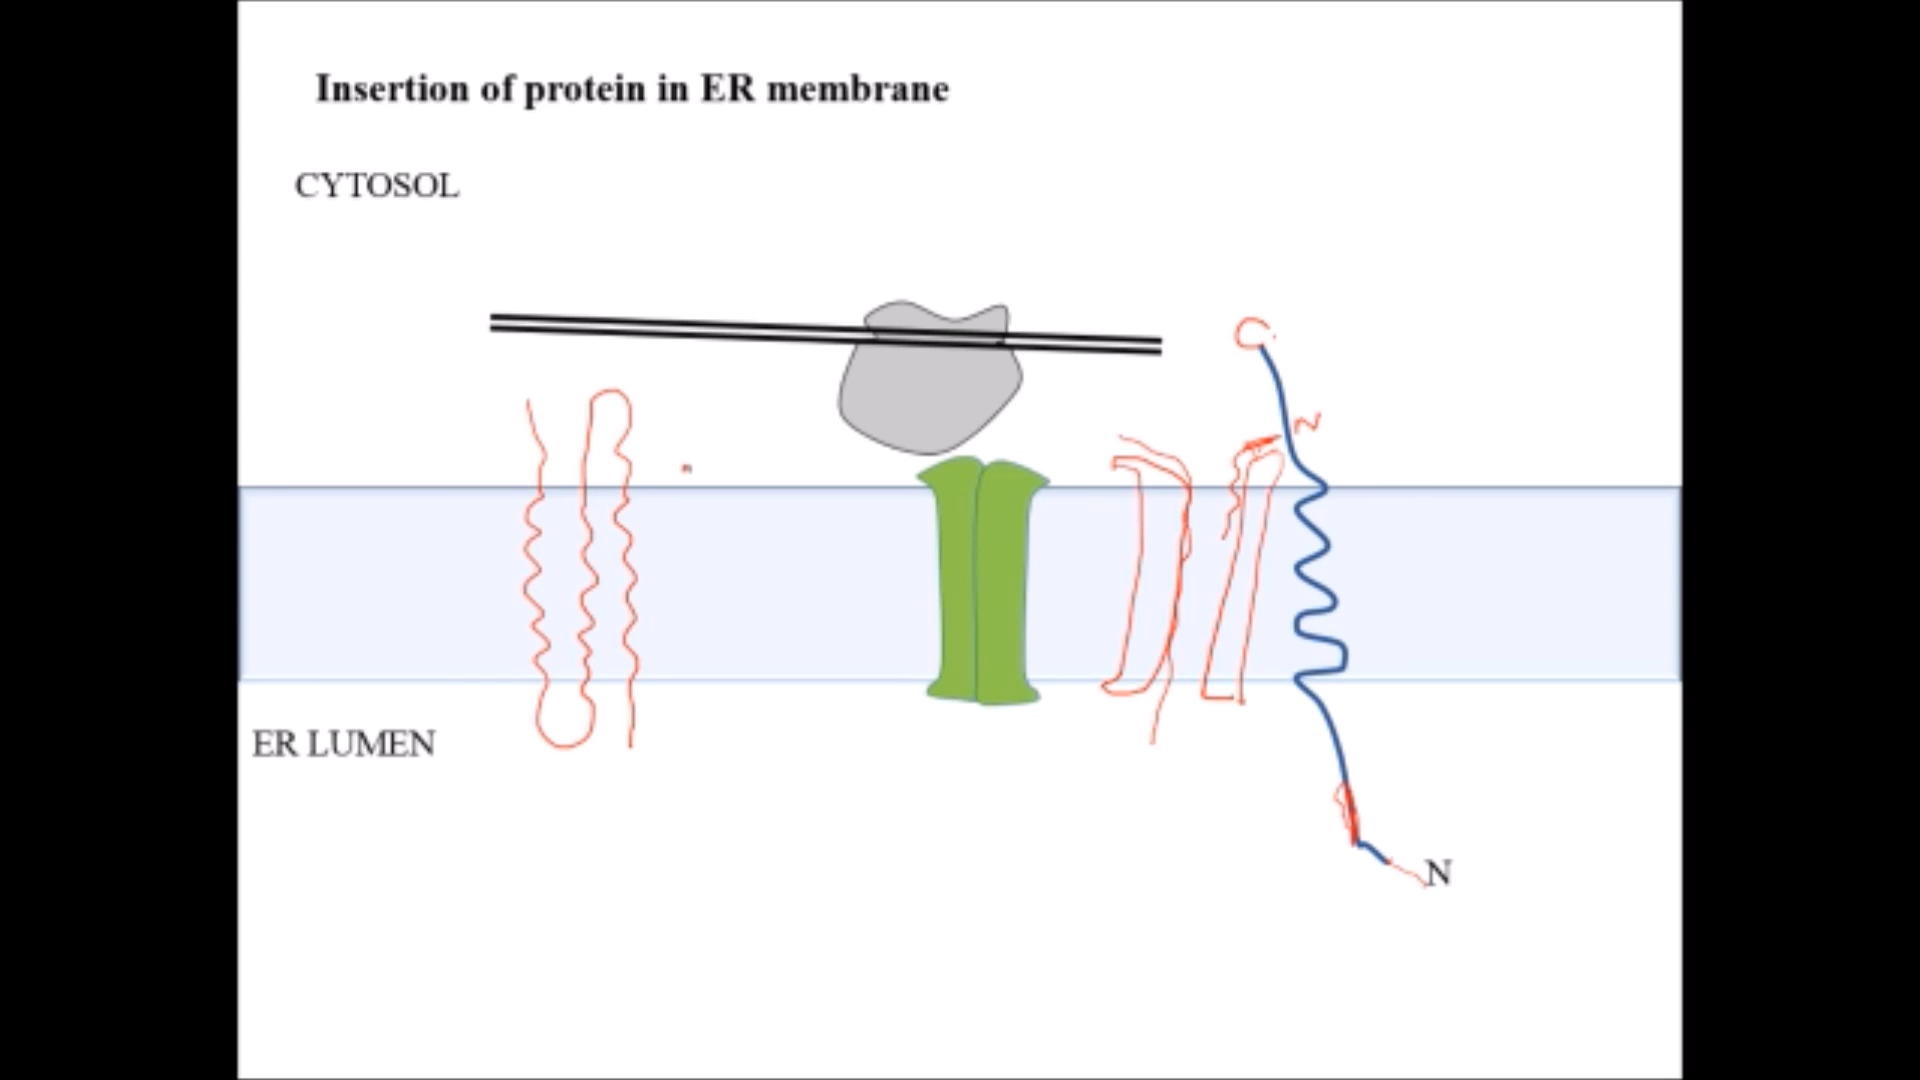 Insertion of protein in ER membrane
CYTOSOL
C
N
ER LUMEN
N